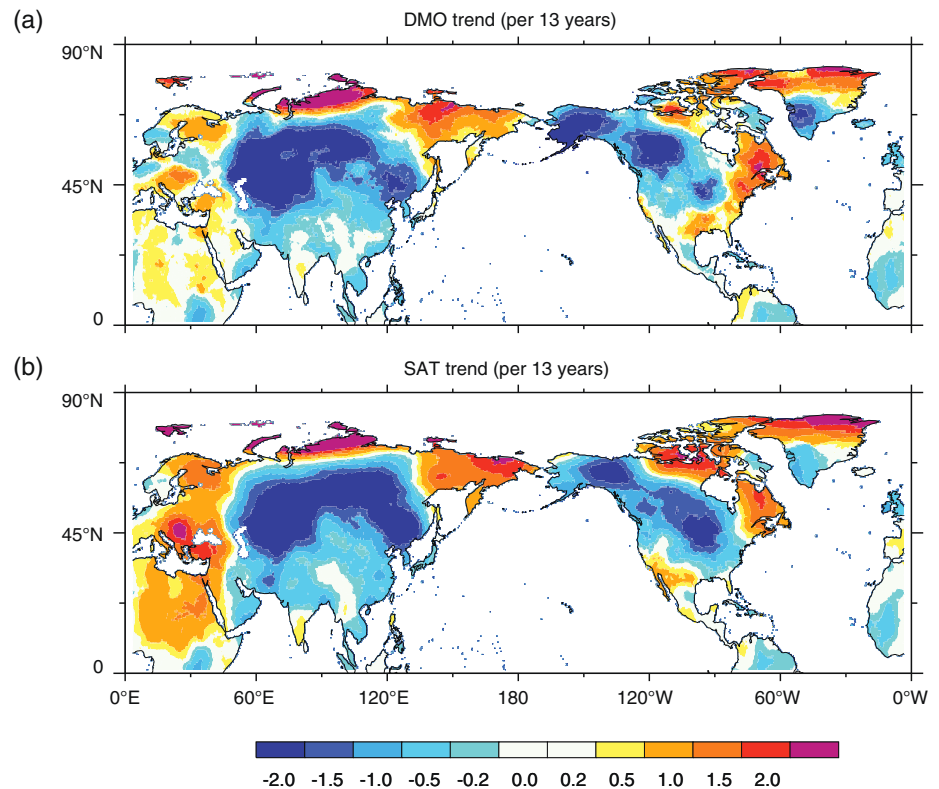 (a)
DMO trend (per 13 years)
90°N
45°N
0
(b)
SAT trend (per 13 years)
90°N
45°N
0
0°E 60°E 120°E 180 120°W 60°W 0°W
-2.0 -1.5 -1.0 -0.5 -0.2 0.0 0.2 0.5 1.0 1.5 2.0